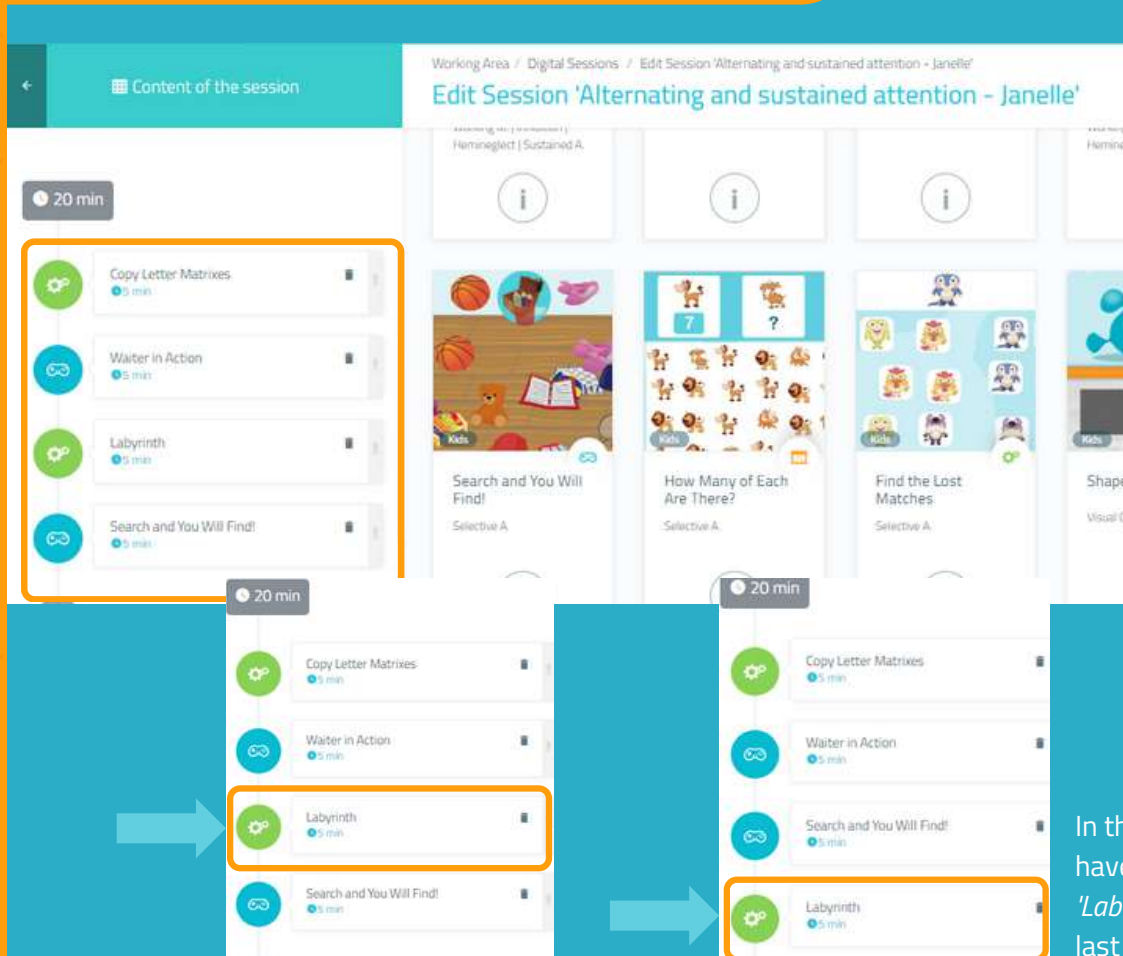 Content of the session
Working Area / Digital Sessions / Edit Session 'Alternating and sustained attention - Janelle'
Edit Session 'Alternating and sustained attention - Janelle'
Hemineglect | Sustained A.
20 min
Copy Letter Matrixes
5 min
Waiter in Action
5 min
Labyrinth
5 min
Search and You Will Find!
5 min
Kids
Search and You Will
Find!
Selective A.
7
?
Kids
How Many of Each
Are There?
Selective A.
Kids
Find the Lost
Matches
Selective A.
Kids
20 min
Copy Letter Matrixes
5 min
Waiter in Action
5 min
Labyrinth
5 min
Search and You Will Find!
5 min
20 min
Copy Letter Matrixes
5 min
Waiter in Action
5 min
Search and You Will Find!
5 min
Labyrinth
5 min
In th
have
'Lab
last